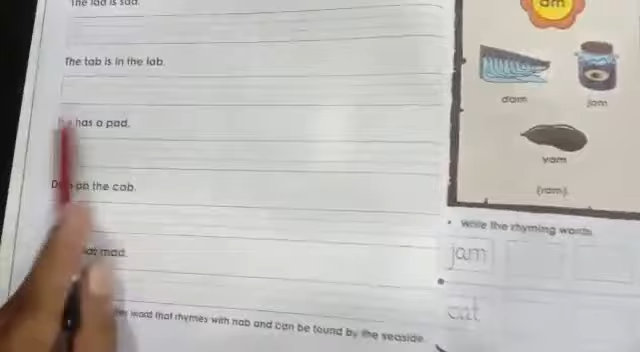 The lad is sad.
The tab is in the lab.
has a pad.
the cab.
mad.
word that rhymes with nab and can be found by the seaside.
am
dam
jam
yam
(ram)
Write the rhyming words
jam
cat